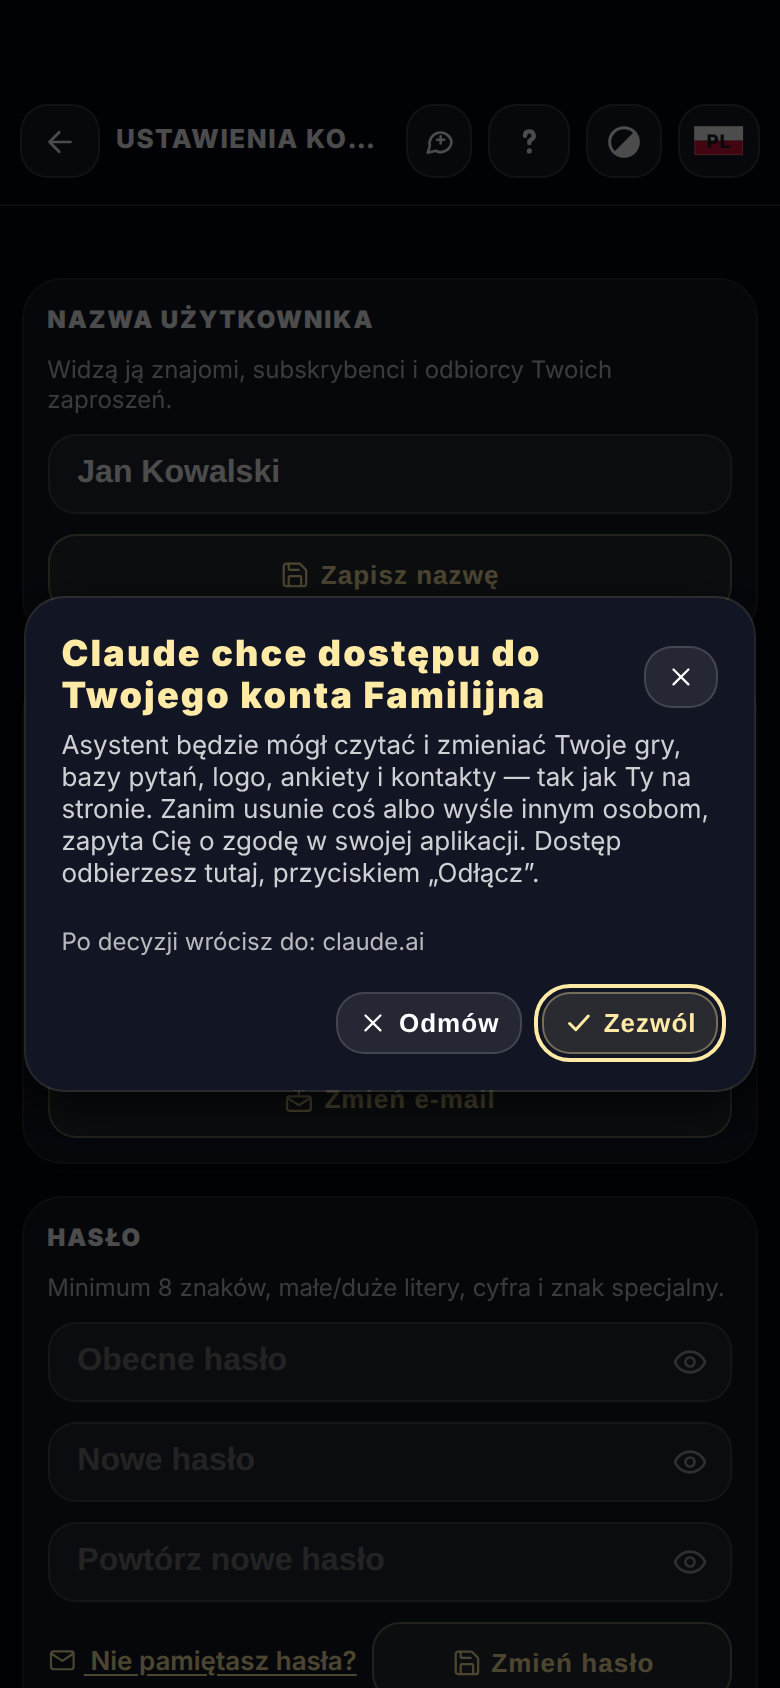 USTAWIENIA KO...
?
PL
NAZWA UŻYTKOWNIKA
Widzą ją znajomi, subskrybenci i odbiorcy Twoich
zaproszeń.
Jan Kowalski
Zapisz nazwę
Claude chce dostępu do
Twojego konta Familijna
Asystent będzie mógł czytać i zmieniać Twoje gry,
bazy pytań, logo, ankiety i kontakty — tak jak Ty na
stronie. Zanim usunie coś albo wyśle innym osobom,
zapyta Cię o zgodę w swojej aplikacji. Dostęp
odbierzesz tutaj, przyciskiem „Odłącz”.
Po decyzji wrócisz do: claude.ai
Odmów
Zezwól
Zmień e-mail
HASŁO
Minimum 8 znaków, małe/duże litery, cyfra i znak specjalny.
Obecne hasło
Nowe hasło
Powtórz nowe hasło
Nie pamiętasz hasła?
Zmień hasło